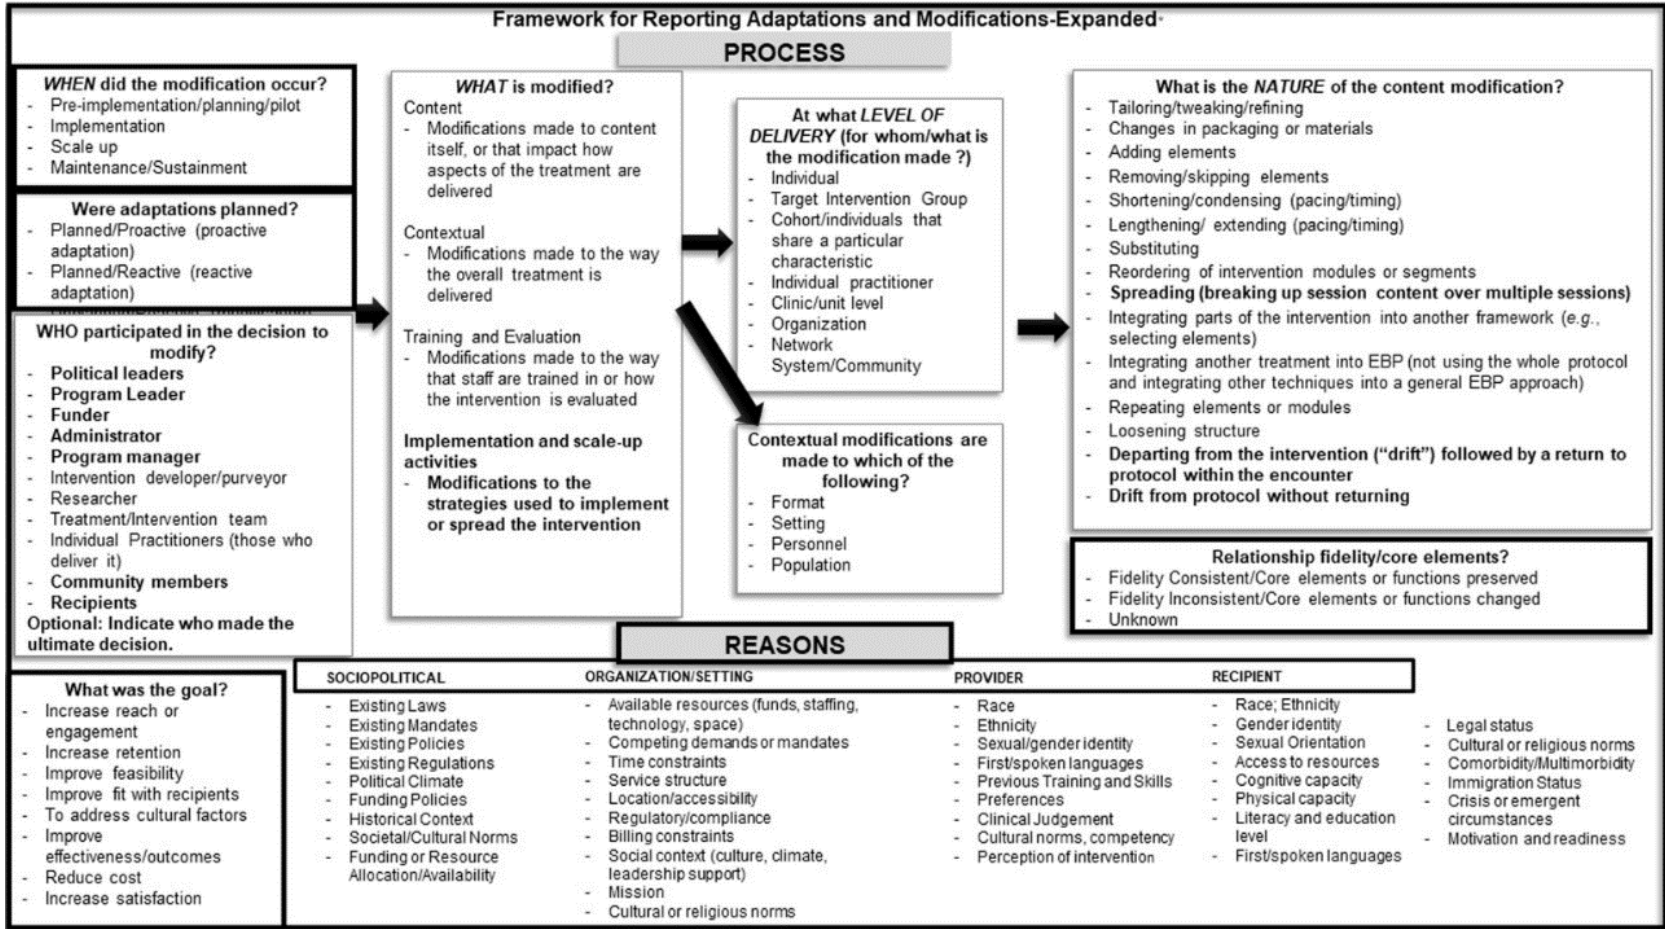 Framework for Reporting Adaptations and Modifications-Expanded
PROCESS
WHEN did the modification occur?
- Pre-implementation/planning/pilot
- Implementation
- Scale up
- Maintenance/Sustainment
Were adaptations planned?
- Planned/Proactive (proactive
adaptation)
- Planned/Reactive (reactive
adaptation)
WHO participated in the decision to
modify?
- Political leaders
- Program Leader
- Funder
- Administrator
- Program manager
- Intervention developer/purveyor
- Researcher
- Treatment/Intervention team
- Individual Practitioners (those who
deliver it)
- Community members
- Recipients
Optional: Indicate who made the
ultimate decision.
WHAT is modified?
Content
- Modifications made to content
itself, or that impact how
aspects of the treatment are
delivered
Contextual
- Modifications made to the way
the overall treatment is
delivered
Training and Evaluation
- Modifications made to the way
that staff are trained in or how
the intervention is evaluated
Implementation and scale-up
activities
- Modifications to the
strategies used to implement
or spread the intervention
At what LEVEL OF
DELIVERY (for whom/what is
the modification made ?)
- Individual
- Target Intervention Group
- Cohort/individuals that
share a particular
characteristic
- Individual practitioner
- Clinic/unit level
- Organization
- Network
System/Community
Contextual modifications are
made to which of the
following?
- Format
- Setting
- Personnel
- Population
What is the NATURE of the content modification?
- Tailoring/tweaking/refining
- Changes in packaging or materials
- Adding elements
- Removing/skipping elements
- Shortening/condensing (pacing/timing)
- Lengthening/ extending (pacing/timing)
- Substituting
- Reordering of intervention modules or segments
- Spreading (breaking up session content over multiple sessions)
- Integrating parts of the intervention into another framework (e.g.,
selecting elements)
- Integrating another treatment into EBP (not using the whole protocol
and integrating other techniques into a general EBP approach)
- Repeating elements or modules
- Loosening structure
- Departing from the intervention (“drift”) followed by a return to
protocol within the encounter
- Drift from protocol without returning
Relationship fidelity/core elements?
- Fidelity Consistent/Core elements or functions preserved
- Fidelity Inconsistent/Core elements or functions changed
- Unknown
REASONS
What was the goal?
- Increase reach or
engagement
- Increase retention
- Improve feasibility
- Improve fit with recipients
- To address cultural factors
- Improve
effectiveness/outcomes
- Reduce cost
- Increase satisfaction
SOCIOPOLITICAL
- Existing Laws
- Existing Mandates
- Existing Policies
- Existing Regulations
- Political Climate
- Funding Policies
- Historical Context
- Societal/Cultural Norms
- Funding or Resource
Allocation/Availability
ORGANIZATION/SETTING
- Available resources (funds, staffing,
technology, space)
- Competing demands or mandates
- Time constraints
- Service structure
- Location/accessibility
- Regulatory/compliance
- Billing constraints
- Social context (culture, climate,
leadership support)
- Mission
- Cultural or religious norms
PROVIDER
- Race
- Ethnicity
- Sexual/gender identity
- First/spoken languages
- Previous Training and Skills
- Preferences
- Clinical Judgement
- Cultural norms, competency
- Perception of intervention
RECIPIENT
- Race; Ethnicity
- Gender identity
- Sexual Orientation
- Access to resources
- Cognitive capacity
- Physical capacity
- Literacy and education
level
- First/spoken languages
- Legal status
- Cultural or religious norms
- Comorbidity/Multimorbidity
- Immigration Status
- Crisis or emergent
circumstances
- Motivation and readiness